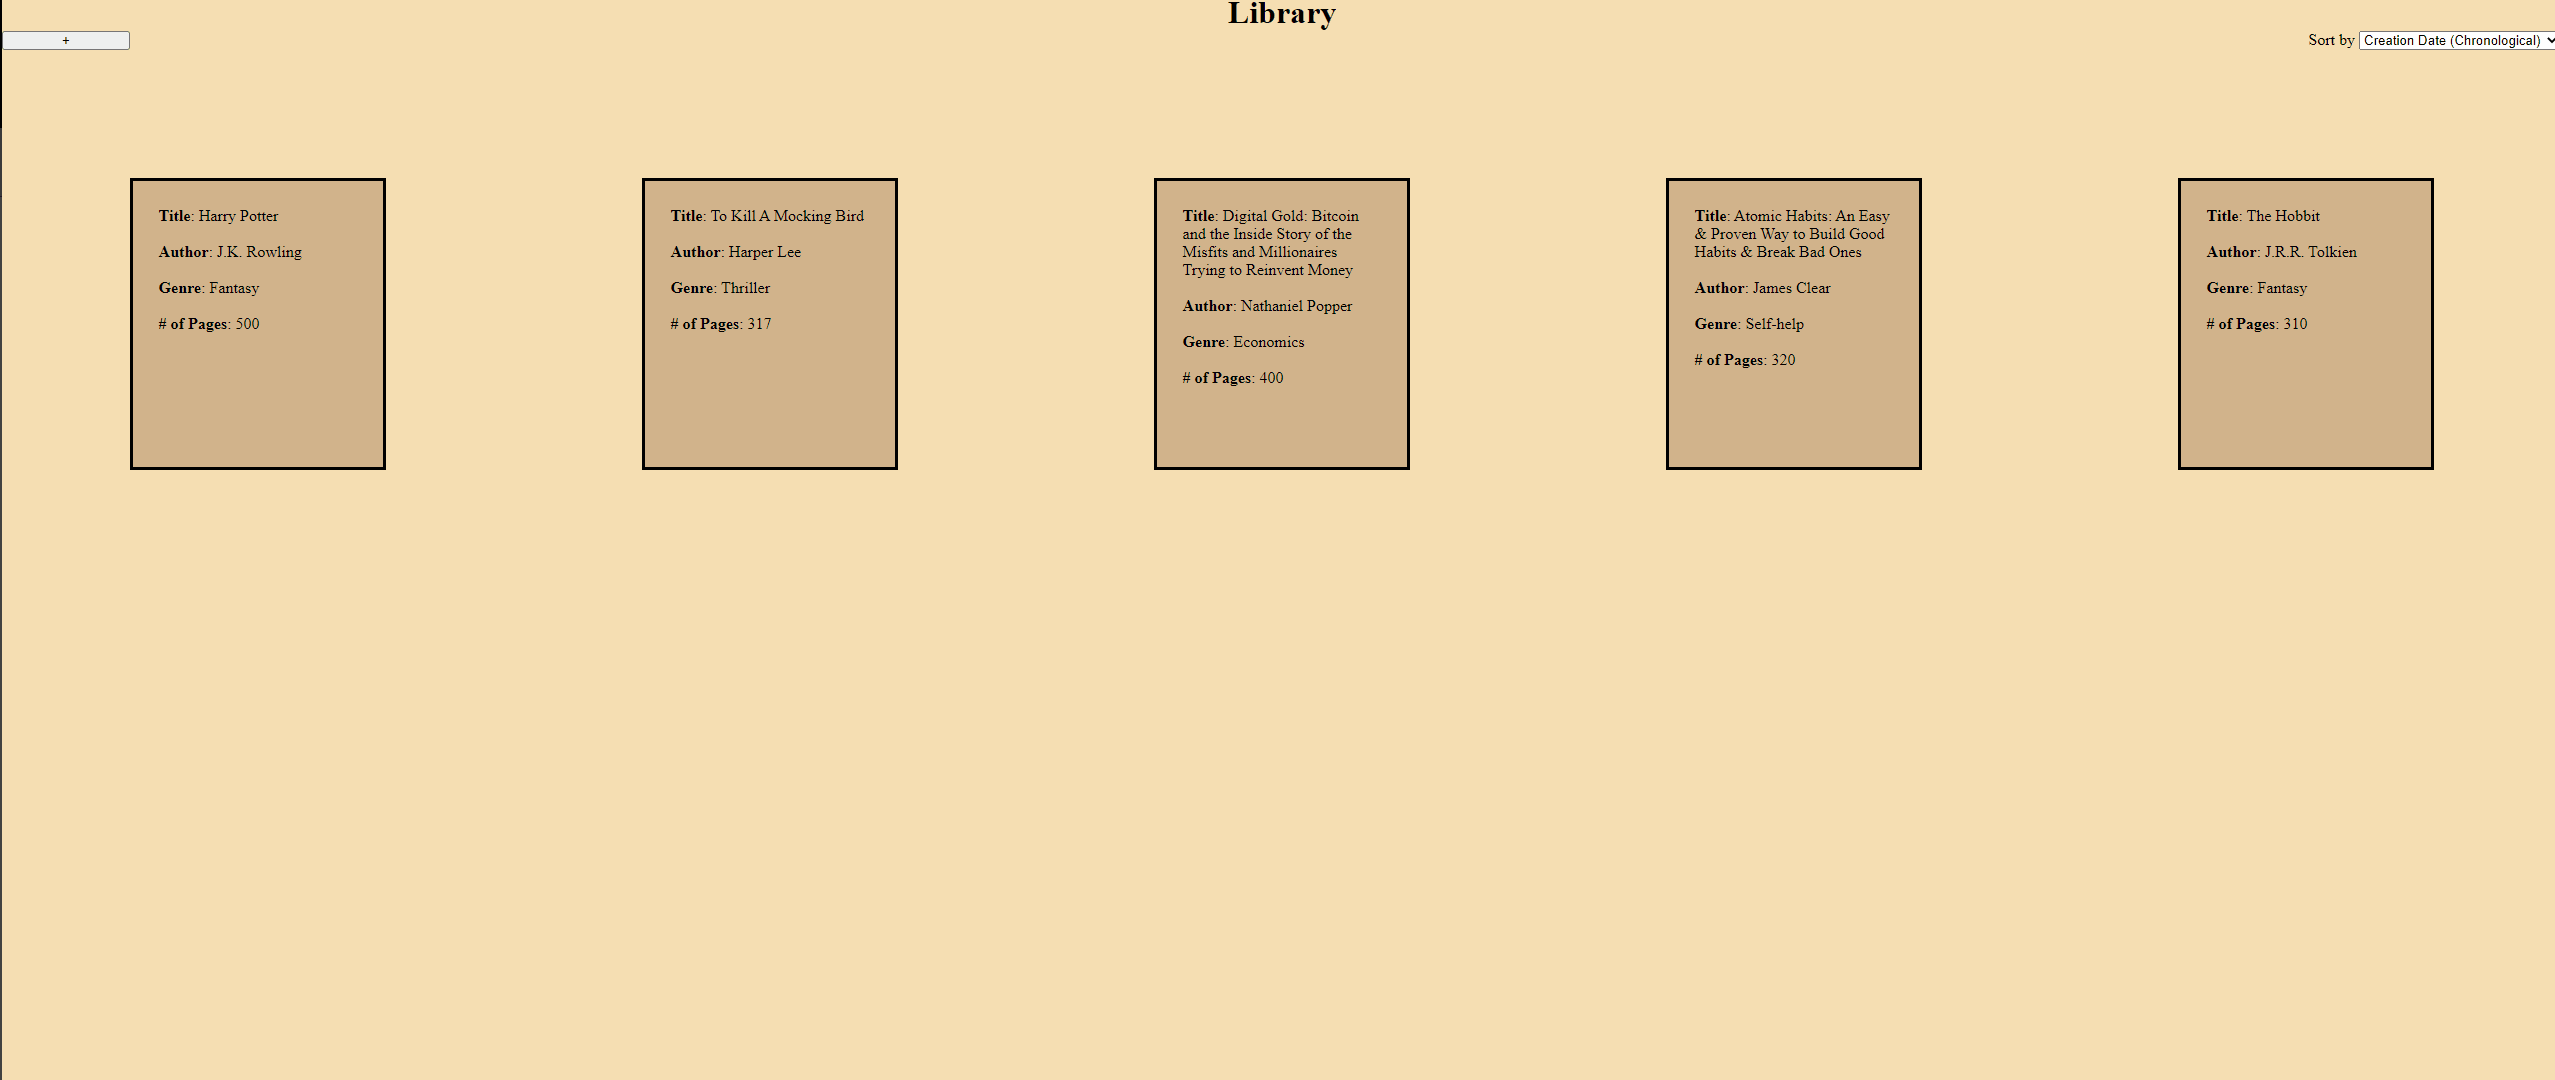 Library
+
Sort by Creation Date (Chronological)
Title: Harry Potter
Author: J.K. Rowling
Genre: Fantasy
# of Pages: 500
Title: To Kill A Mocking Bird
Author: Harper Lee
Genre: Thriller
# of Pages: 317
Title: Digital Gold: Bitcoin
and the Inside Story of the
Misfits and Millionaires
Trying to Reinvent Money
Author: Nathaniel Popper
Genre: Economics
# of Pages: 400
Title: Atomic Habits: An Easy
& Proven Way to Build Good
Habits & Break Bad Ones
Author: James Clear
Genre: Self-help
# of Pages: 320
Title: The Hobbit
Author: J.R.R. Tolkien
Genre: Fantasy
# of Pages: 310